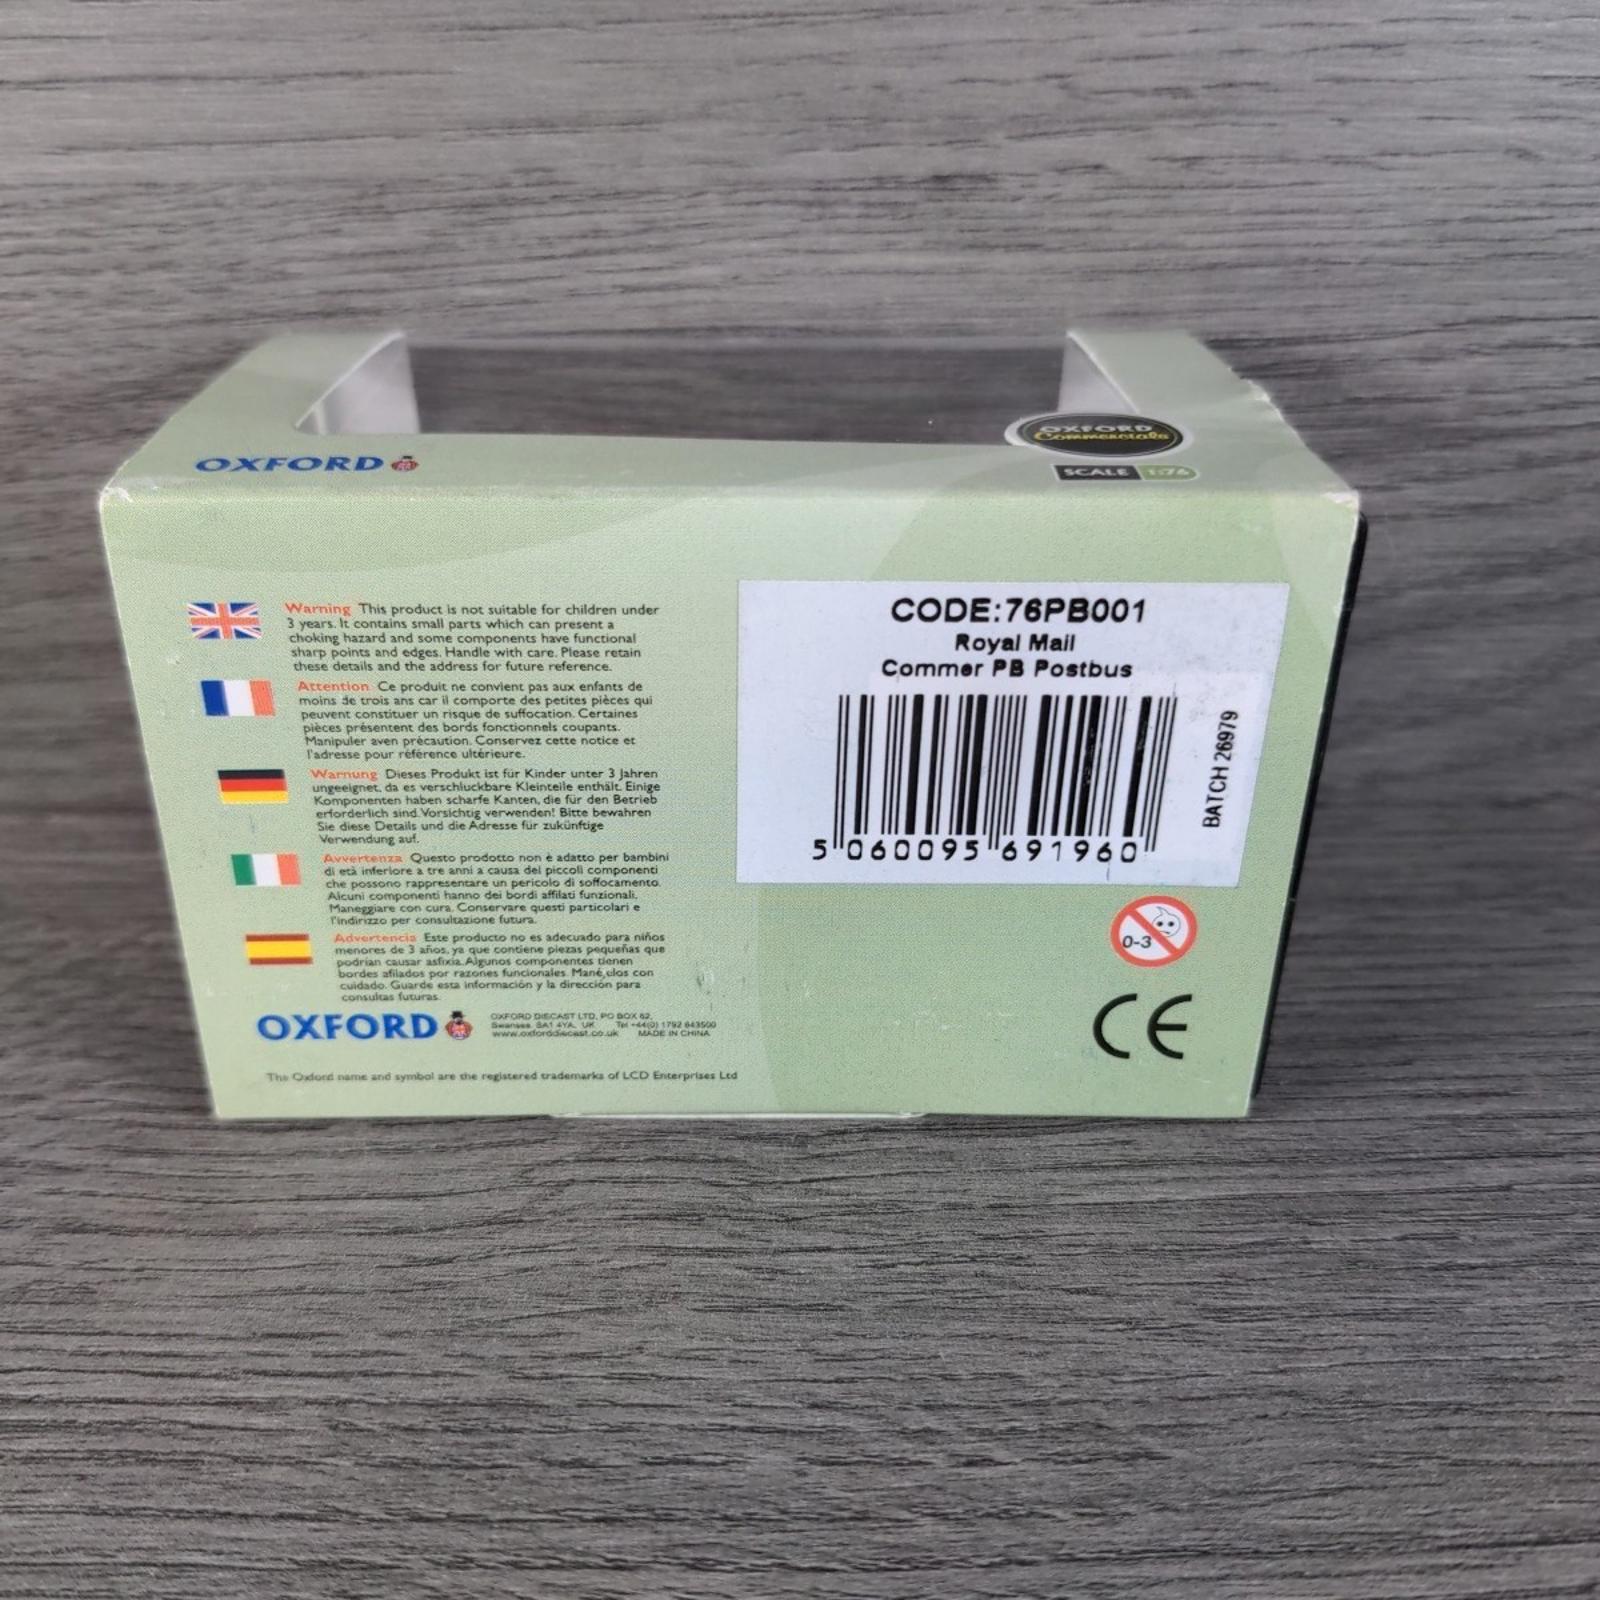 OXFORD
OXFORD
Commercials
SCALE 1:76
Warning This product is not suitable for children under
3 years. It contains small parts which can present a
choking hazard and some components have functional
sharp points and edges. Handle with care. Please retain
these details and the address for future reference.
Attention Ce produit ne convient pas aux enfants de
moins de trois ans car il comporte des petites pièces qui
peuvent constituer un risque de suffocation. Certaines
pièces présentent des bords fonctionnels coupants.
Manipuler aven précaution. Conservez cette notice et
l'adresse pour référence ultérieure.
Warnung Dieses Produkt ist für Kinder unter 3 Jahren
ungeeignet, da es verschluckbare Kleinteile enthält. Einige
Komponenten haben scharfe Kanten, die für den Betrieb
erforderlich sind. Vorsichtig verwenden! Bitte bewahren
Sie diese Details und die Adresse für zukünftige
Verwendung auf.
Avvertenza Questo prodotto non è adatto per bambini
di età inferiore a tre anni a causa dei piccoli componenti
che possono rappresentare un pericolo di soffocamento.
Alcuni componenti hanno dei bordi affilati funzionali.
Maneggiare con cura. Conservare questi particolari e
l'indirizzo per consultazione futura.
Advertencia Este producto no es adecuado para niños
menores de 3 años, ya que contiene piezas pequeñas que
podrían causar asfixia. Algunos componentes tienen
bordes afilados por razones funcionales. Mané,elos con
cuidado. Guarde esta información y la dirección para
consultas futuras.
OXFORD
OXFORD DIECAST LTD, PO BOX 62,
Swansea. SA1 4YA, UK Tel +44(0) 1792 643500
www.oxforddiecast.co.uk MADE IN CHINA
The Oxford name and symbol are the registered trademarks of LCD Enterprises Ltd
CODE:76PB001
Royal Mail
Commer PB Postbus
5 060095 691960
BATCH 26979
0-3
CE